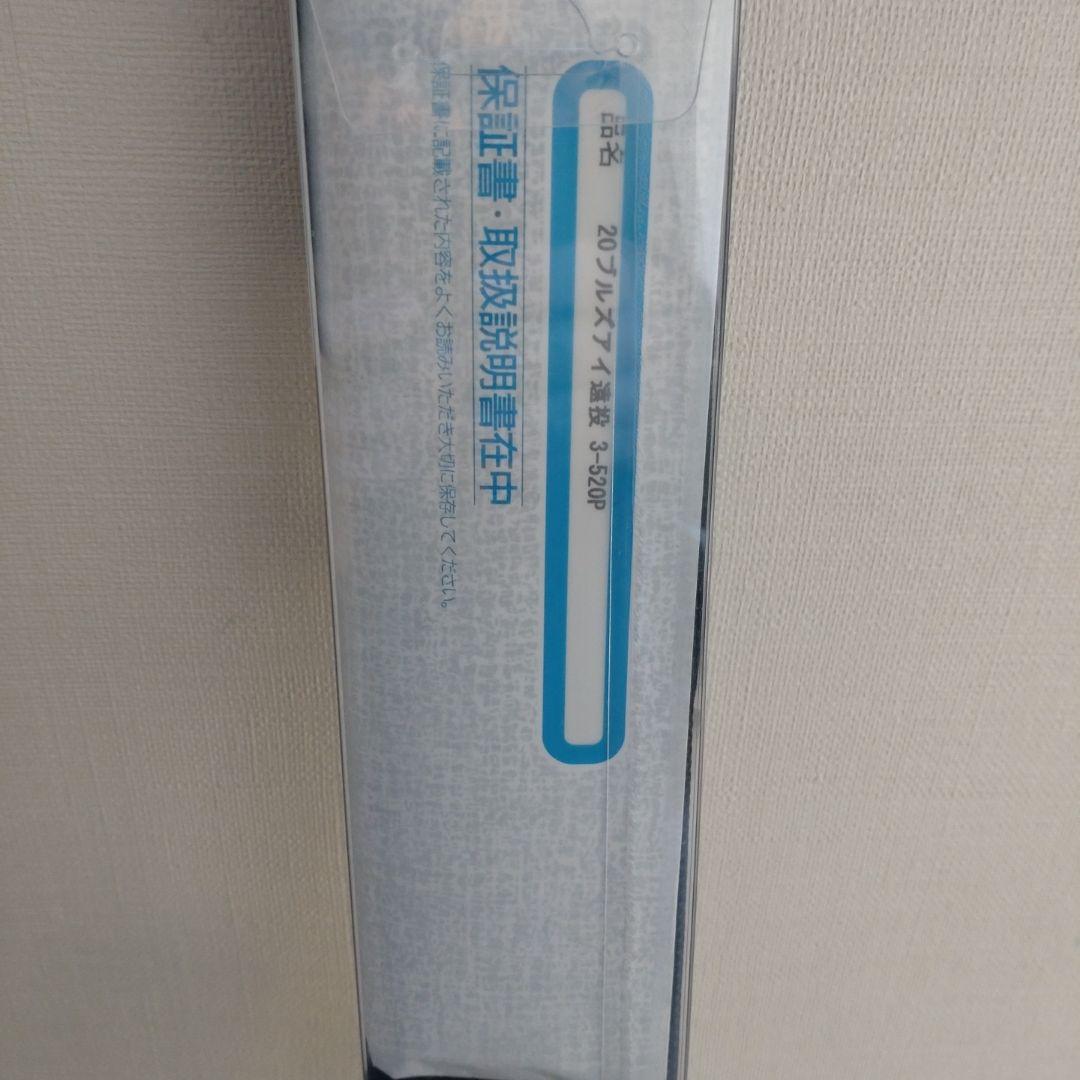 品名 20ブルズアイ遠投 3-520P
保証書・取扱説明書在中
保証書に記載された内容をよくお読みいただき大切に保存してください。